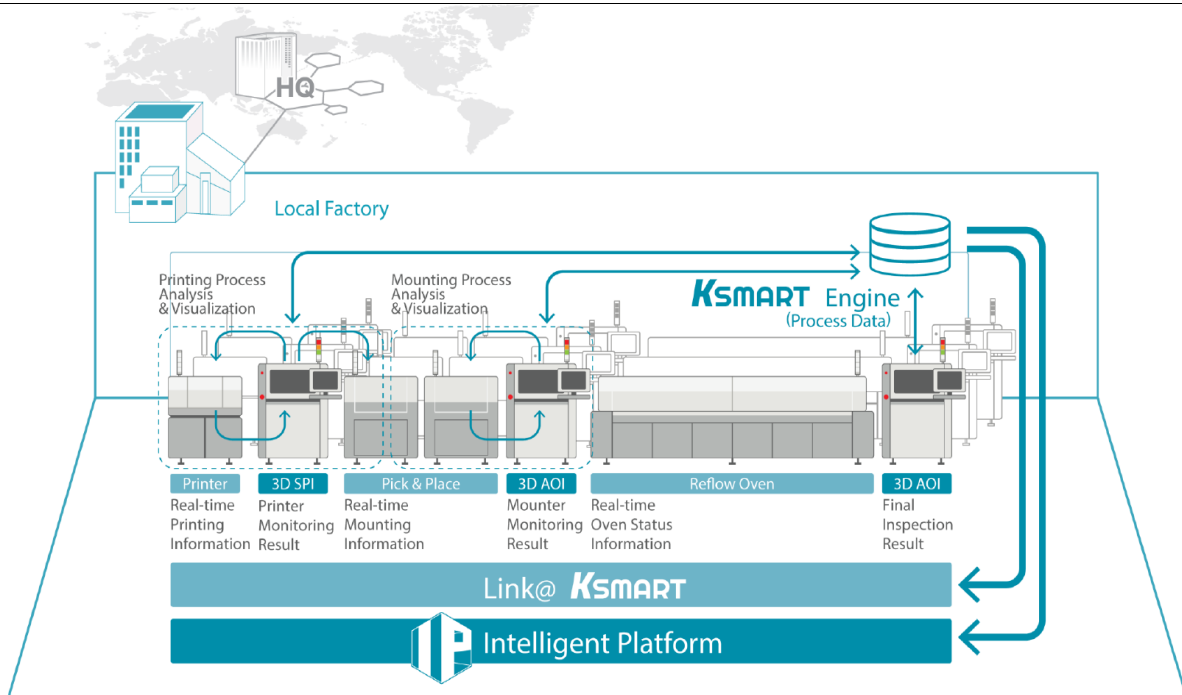 HQ
Local Factory
Printing Process
Analysis
& Visualization
Mounting Process
Analysis
& Visualization
KSMART Engine
(Process Data)
Printer
Real-time
Printing
Information
3D SPI
Printer
Monitoring
Result
Pick & Place
Real-time
Mounting
Information
3D AOI
Mounter
Monitoring
Result
Reflow Oven
Real-time
Oven Status
Information
3D AOI
Final
Inspection
Result
Link@ KSMART
IP Intelligent Platform